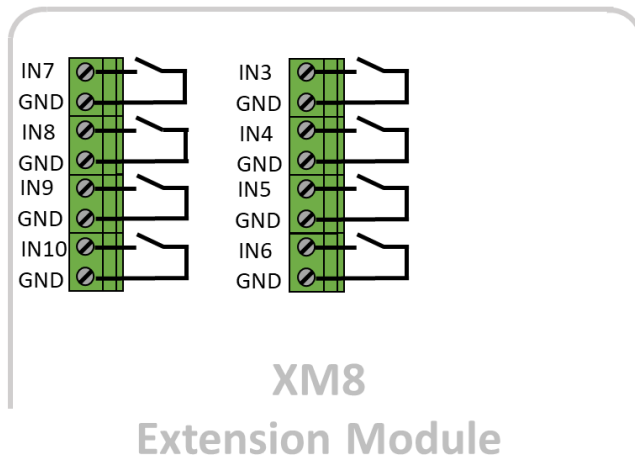 IN7
GND
IN8
GND
IN9
GND
IN10
GND
IN3
GND
IN4
GND
IN5
GND
IN6
GND
XM8
Extension Module